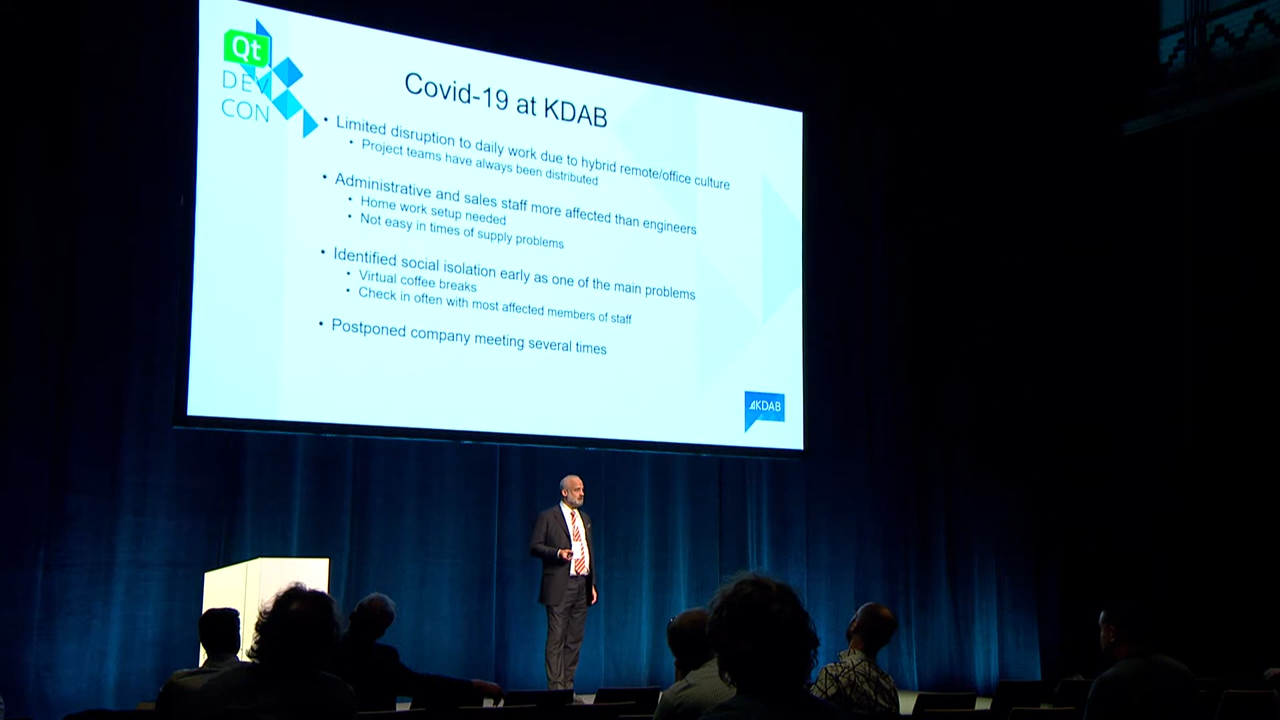 Qt
DEV
CON
Covid-19 at KDAB
• Limited disruption to daily work due to hybrid remote/office culture
• Project teams have always been distributed
• Administrative and sales staff more affected than engineers
• Home work setup needed
• Not easy in times of supply problems
• Identified social isolation early as one of the main problems
• Virtual coffee breaks
• Check in often with most affected members of staff
• Postponed company meeting several times
KDAB